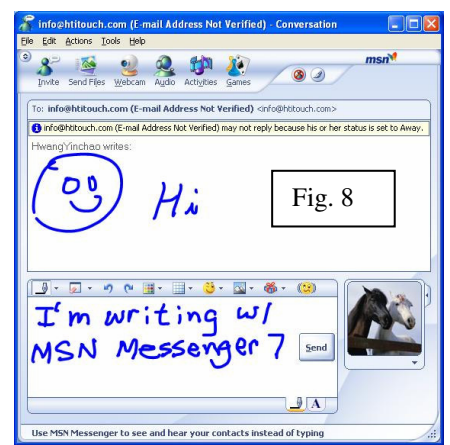 info@htitouch.com (E-mail Address Not Verified) - Conversation
File Edit Actions Tools Help
msn
Invite Send Files Webcam Audio Activities Games
To: info@htitouch.com (E-mail Address Not Verified) <info@htitouch.com>
info@htitouch.com (E-mail Address Not Verified) may not reply because his or her status is set to Away.
HwangYinchao writes:
Hi
Fig. 8
I'm writing w/
MSN Messenger 7
Send
A
Use MSN Messenger to see and hear your contacts instead of typing